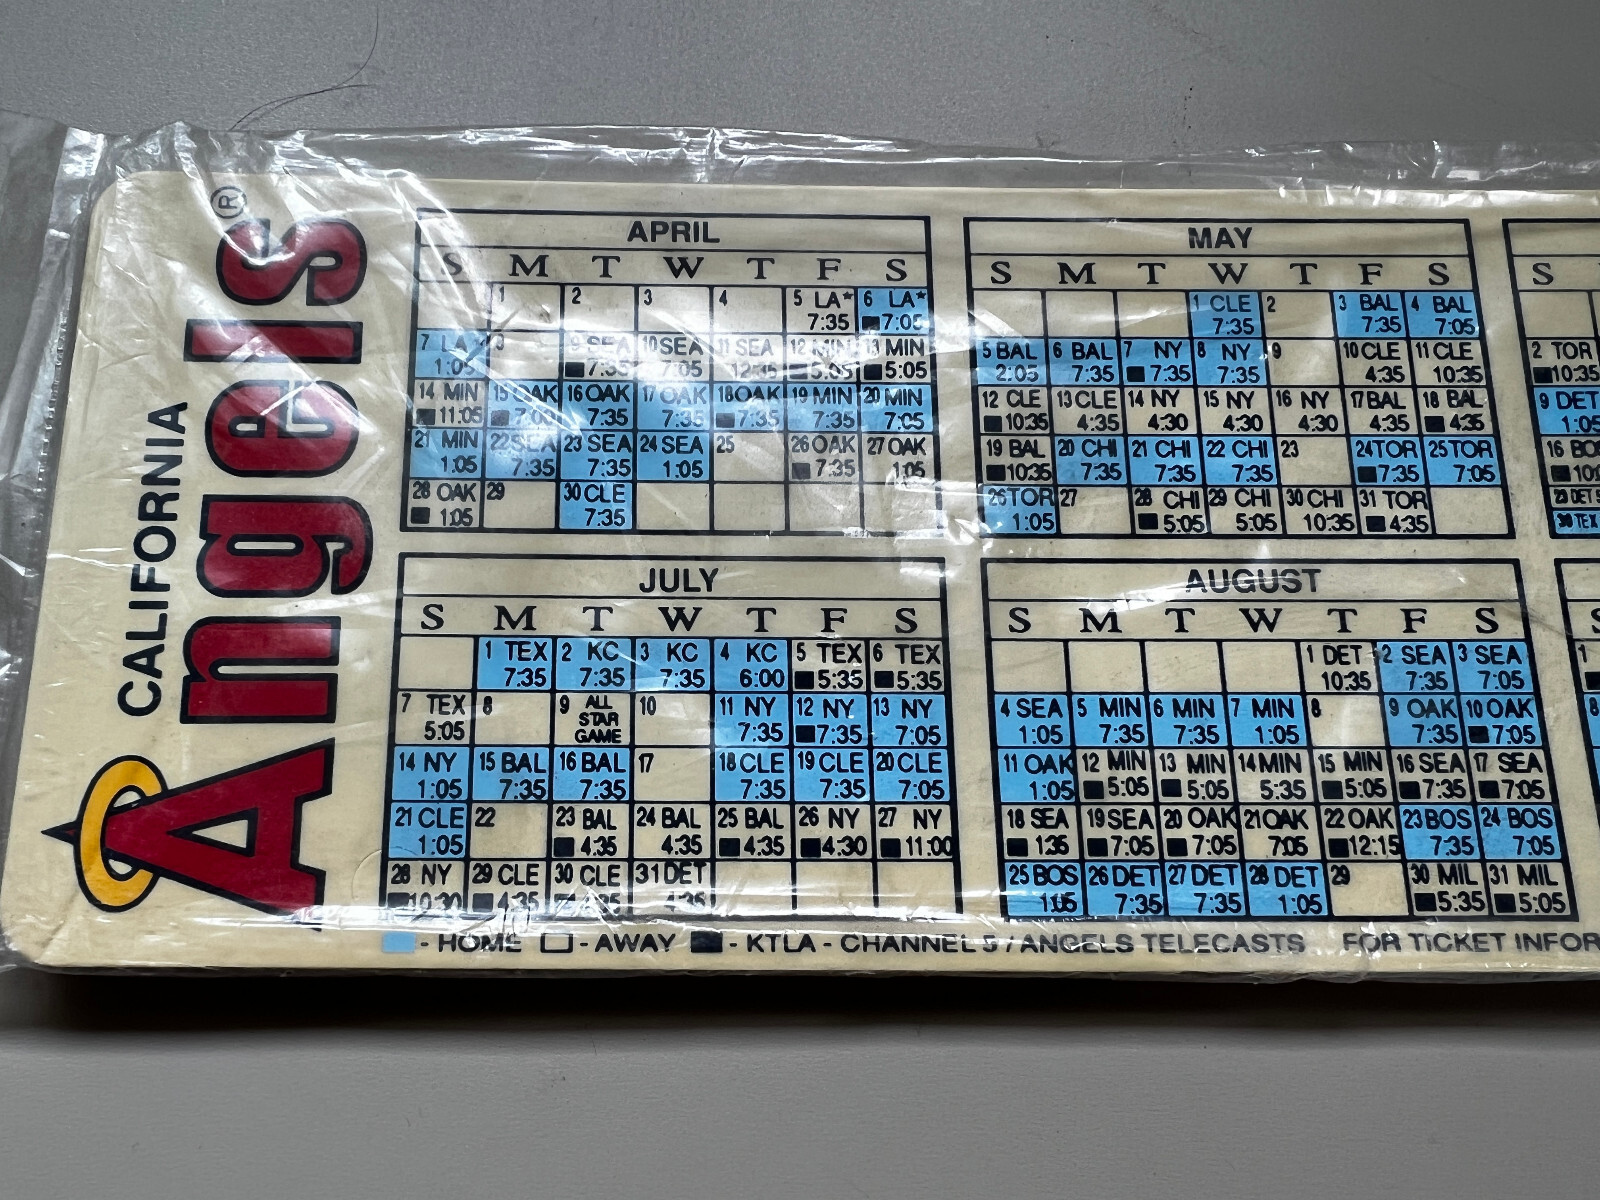 CALIFORNIA
Angels®
APRIL
S M T W T F S
1 2 3 4 5 LA* 6 LA*
7:35 7:05
7 LA 8 9 SEA 10 SEA 11 SEA 12 MIN 13 MIN
1:05 7:35 7:05 12:35 5:05 5:05
14 MIN 15 OAK 16 OAK 17 OAK 18 OAK 19 MIN 20 MIN
11:05 7:00 7:35 7:35 7:35 7:35 7:05
21 MIN 22 SEA 23 SEA 24 SEA 25 26 OAK 27 OAK
1:05 7:35 7:35 1:05 7:35 1:05
28 OAK 29 30 CLE
1:05 7:35
MAY
S M T W T F S
1 CLE 2 3 BAL 4 BAL
7:35 7:35 7:05
5 BAL 6 BAL 7 NY 8 NY 9 10 CLE 11 CLE
2:05 7:35 7:35 7:35 4:35 10:35
12 CLE 13 CLE 14 NY 15 NY 16 NY 17 BAL 18 BAL
10:35 4:35 4:30 4:30 4:30 4:35 4:35
19 BAL 20 CHI 21 CHI 22 CHI 23 24 TOR 25 TOR
10:35 7:35 7:35 7:35 7:35 7:05
26 TOR 27 28 CHI 29 CHI 30 CHI 31 TOR
1:05 5:05 5:05 10:35 4:35
S
2 TOR
10:35
9 DET
1:05
16 BOS
23 DET
30 TEX
JULY
S M T W T F S
1 TEX 2 KC 3 KC 4 KC 5 TEX 6 TEX
7:35 7:35 7:35 6:00 5:35 5:35
7 TEX 8 9 ALL STAR GAME 10 11 NY 12 NY 13 NY
5:05 7:35 7:35 7:05
14 NY 15 BAL 16 BAL 17 18 CLE 19 CLE 20 CLE
1:05 7:35 7:35 7:35 7:35 7:05
21 CLE 22 23 BAL 24 BAL 25 BAL 26 NY 27 NY
1:05 4:35 4:35 4:35 4:30 11:00
28 NY 29 CLE 30 CLE 31 DET
10:30 4:35 4:35 4:35
AUGUST
S M T W T F S
1 DET 2 SEA 3 SEA
10:35 7:35 7:05
4 SEA 5 MIN 6 MIN 7 MIN 8 9 OAK 10 OAK
1:05 7:35 7:35 1:05 7:35 7:05
11 OAK 12 MIN 13 MIN 14 MIN 15 MIN 16 SEA 17 SEA
1:05 5:05 5:05 5:35 5:05 7:35 7:05
18 SEA 19 SEA 20 OAK 21 OAK 22 OAK 23 BOS 24 BOS
1:35 7:05 7:05 7:05 12:15 7:35 7:05
25 BOS 26 DET 27 DET 28 DET 29 30 MIL 31 MIL
1:05 7:35 7:35 1:05 5:35 5:05
1
8
- HOME - AWAY - KTLA - CHANNEL 5 / ANGELS TELECASTS FOR TICKET INFOR